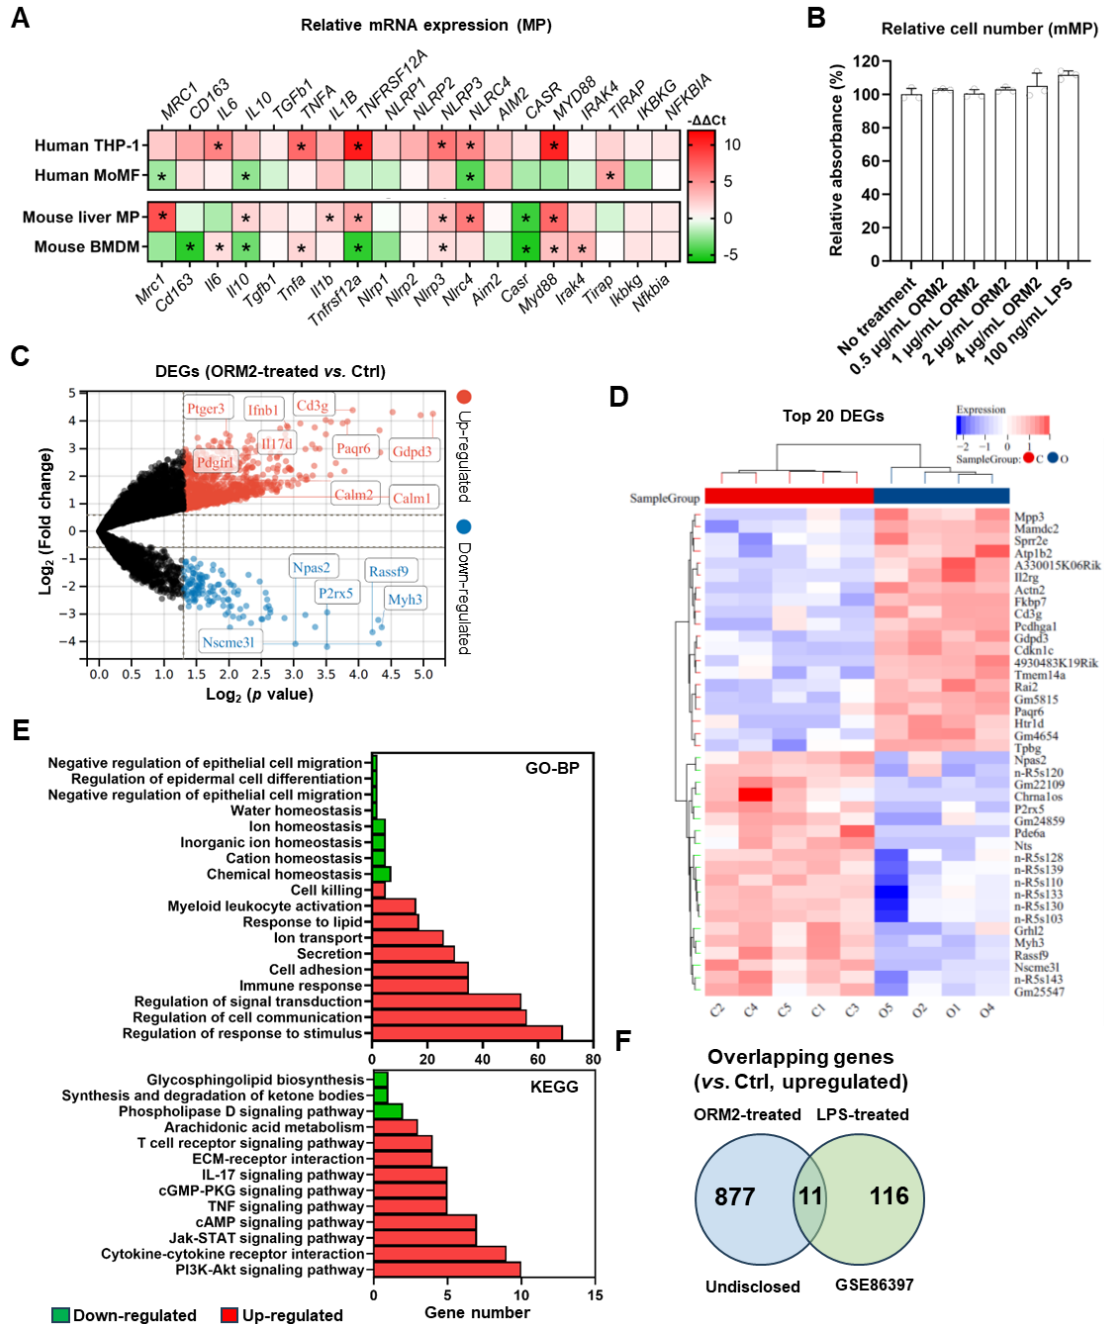 A
Relative mRNA expression (MP)
MRC1
CD163
IL6
IL10
TGFb1
TNFA
IL1B
TNFRSF12A
NLRP1
NLRP2
NLRP3
NLRC4
AIM2
CASR
MYD88
IRAK4
TIRAP
IKBKG
NFKBIA
-ΔΔCt
Human THP-1
Human MoMF
Mouse liver MP
Mouse BMDM
10
5
0
-5
Mrc1
Cd163
Il6
Il10
Tgfb1
Tnfa
Il1b
Tnfrsf12a
Nlrp1
Nlrp2
Nlrp3
Nlrc4
Aim2
Casr
Myd88
Irak4
Tirap
Ikbkg
Nfkbia
B
Relative cell number (mMP)
Relative absorbance (%)
120
100
80
60
40
20
0
No treatment
0.5 μg/mL ORM2
1 μg/mL ORM2
2 μg/mL ORM2
4 μg/mL ORM2
100 ng/mL LPS
C
DEGs (ORM2-treated vs. Ctrl)
Log2 (Fold change)
5
4
3
2
1
0
−1
−2
−3
−4
Ptger3
Ifnb1
Cd3g
Il17d
Paqr6
Gdpd3
Pdgfrl
Calm2
Calm1
Npas2
Rassf9
P2rx5
Myh3
Nscme3l
0.0 0.5 1.0 1.5 2.0 2.5 3.0 3.5 4.0 4.5 5.0
Log2 (p value)
Up-regulated
Down-regulated
D
Top 20 DEGs
Expression
−2 −1 0 1
SampleGroup: C O
SampleGroup
Mpp3
Mamdc2
Sprr2e
Atp1b2
A330015K06Rik
Il2rg
Actn2
Fkbp7
Cd3g
Pcdhga1
Gdpd3
Cdkn1c
4930483K19Rik
Tmem14a
Rai2
Gm5815
Paqr6
Htr1d
Gm4654
Tpbg
Npas2
n-R5s120
Gm22109
Chrna1os
P2rx5
Gm24859
Pde6a
Nts
n-R5s128
n-R5s139
n-R5s110
n-R5s133
n-R5s130
n-R5s103
Grhl2
Myh3
Rassf9
Nscme3l
n-R5s143
Gm25547
C2 C4 C5 C1 C3 O5 O2 O1 O4
E
GO-BP
Negative regulation of epithelial cell migration
Regulation of epidermal cell differentiation
Negative regulation of epithelial cell migration
Water homeostasis
Ion homeostasis
Inorganic ion homeostasis
Cation homeostasis
Chemical homeostasis
Cell killing
Myeloid leukocyte activation
Response to lipid
Ion transport
Secretion
Cell adhesion
Immune response
Regulation of signal transduction
Regulation of cell communication
Regulation of response to stimulus
0 20 40 60 80
KEGG
Glycosphingolipid biosynthesis
Synthesis and degradation of ketone bodies
Phospholipase D signaling pathway
Arachidonic acid metabolism
T cell receptor signaling pathway
ECM-receptor interaction
IL-17 signaling pathway
cGMP-PKG signaling pathway
TNF signaling pathway
cAMP signaling pathway
Jak-STAT signaling pathway
Cytokine-cytokine receptor interaction
PI3K-Akt signaling pathway
0 5 10 15
Gene number
Down-regulated
Up-regulated
F
Overlapping genes
(vs. Ctrl, upregulated)
ORM2-treated LPS-treated
877 11 116
Undisclosed GSE86397